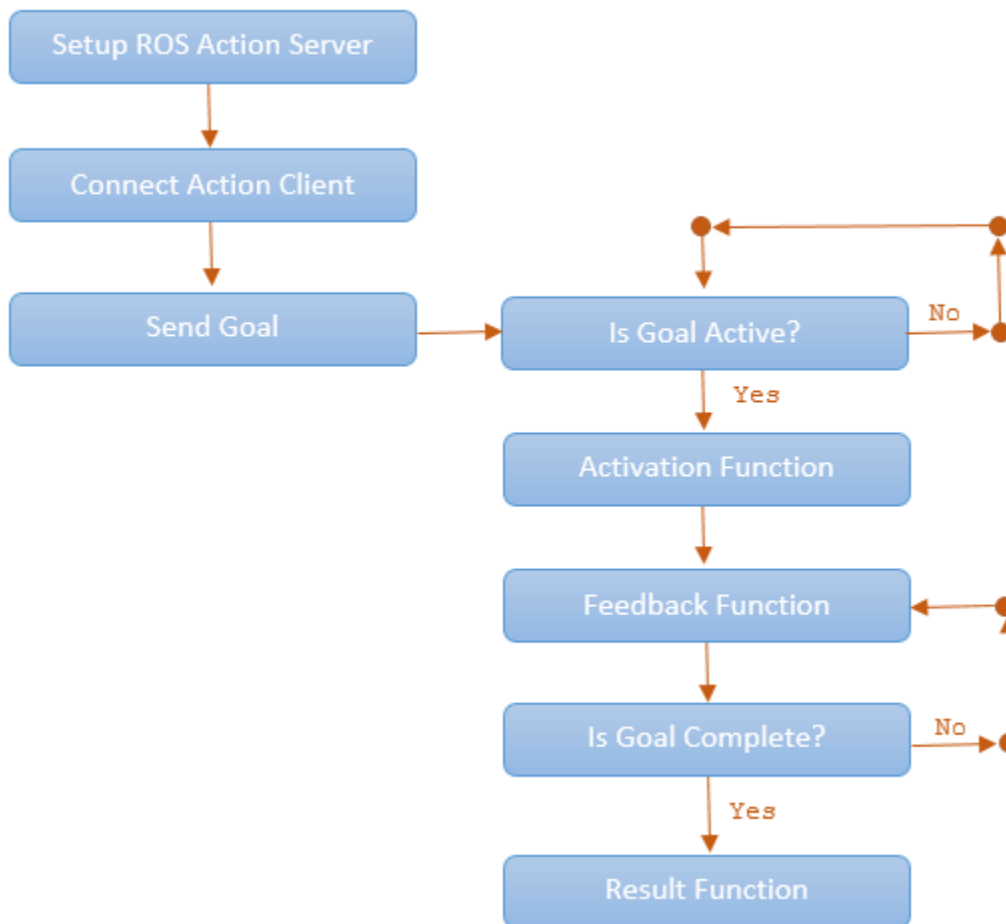 Setup ROS Action Server
Connect Action Client
Send Goal
Is Goal Active?
No
Yes
Activation Function
Feedback Function
Is Goal Complete?
No
Yes
Result Function